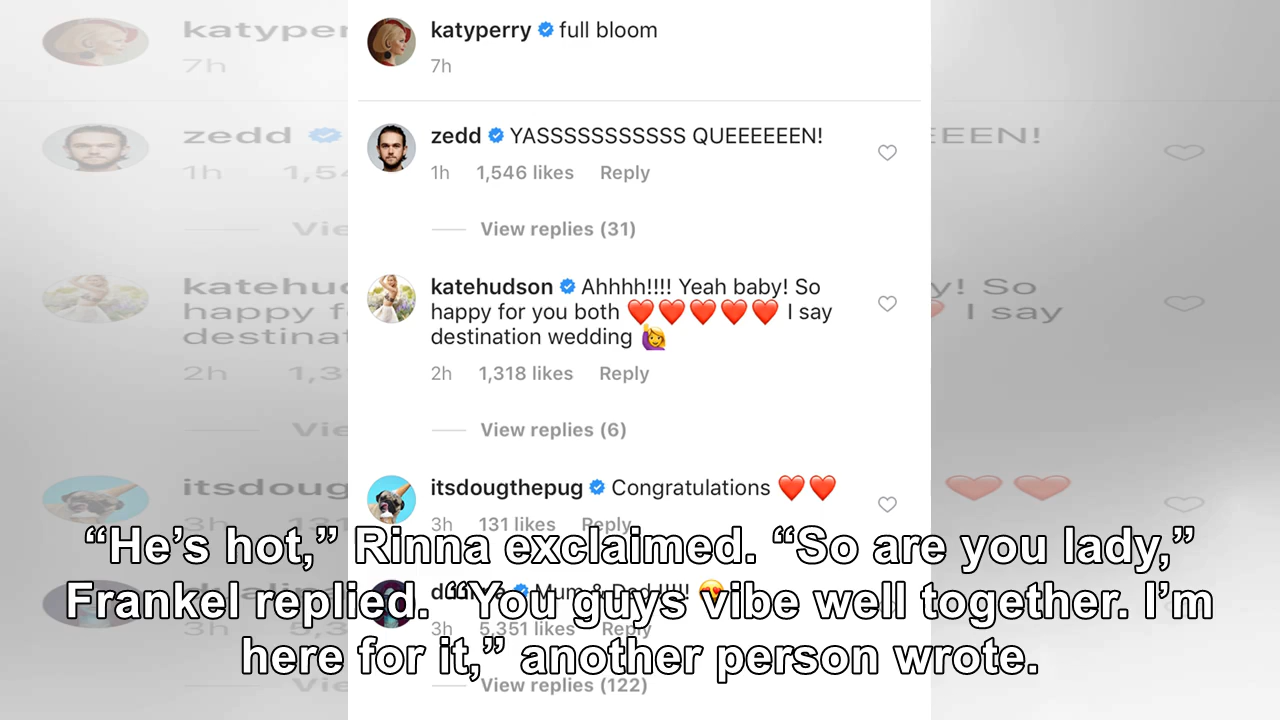 katyperry full bloom
7h
zedd YASSSSSSSSSSS QUEEEEEEN!
1h 1,546 likes Reply
View replies (31)
katehudson Ahhhh!!!! Yeah baby! So
happy for you both ❤️❤️❤️❤️❤️ I say
destination wedding 🙋‍♀️
2h 1,318 likes Reply
View replies (6)
itsdougthepug Congratulations ❤️❤️
3h 131 likes Reply
Mum & Dad!!!!! 😍
3h 5,351 likes Reply
View replies (122)
“He’s hot,” Rinna exclaimed. “So are you lady,”
Frankel replied. “You guys vibe well together. I’m
here for it,” another person wrote.